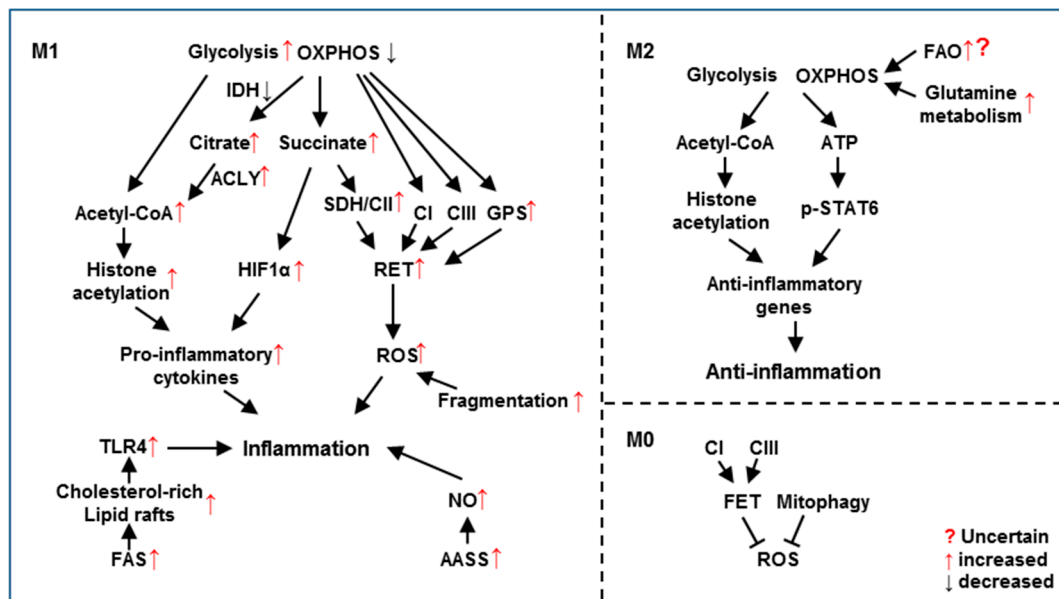 M1
Glycolysis ↑ OXPHOS ↓
IDH↓
Citrate↑ Succinate↑
ACLY↑
SDH/CII↑
Acetyl-CoA↑
CI CIII GPS↑
Histone
acetylation↑
HIF1α↑
RET↑
Pro-inflammatory↑
cytokines
ROS↑
Fragmentation↑
TLR4↑
Inflammation
Cholesterol-rich
Lipid rafts↑
NO↑
FAS↑
AASS↑
M2
FAO↑?
Glycolysis OXPHOS
Glutamine
metabolism↑
Acetyl-CoA ATP
Histone
acetylation
p-STAT6
Anti-inflammatory
genes
Anti-inflammation
M0
CI CIII
FET Mitophagy
ROS
? Uncertain
↑ increased
↓ decreased